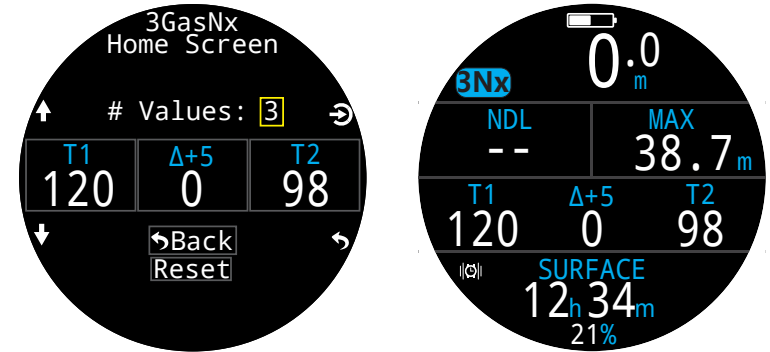 3GasNx
Home Screen
# Values: 3
T1 Δ+5 T2
120 0 98
Back
Reset
0.0
m
3Nx
NDL MAX
-- 38.7m
T1 Δ+5 T2
120 0 98
SURFACE
12h34m
21%